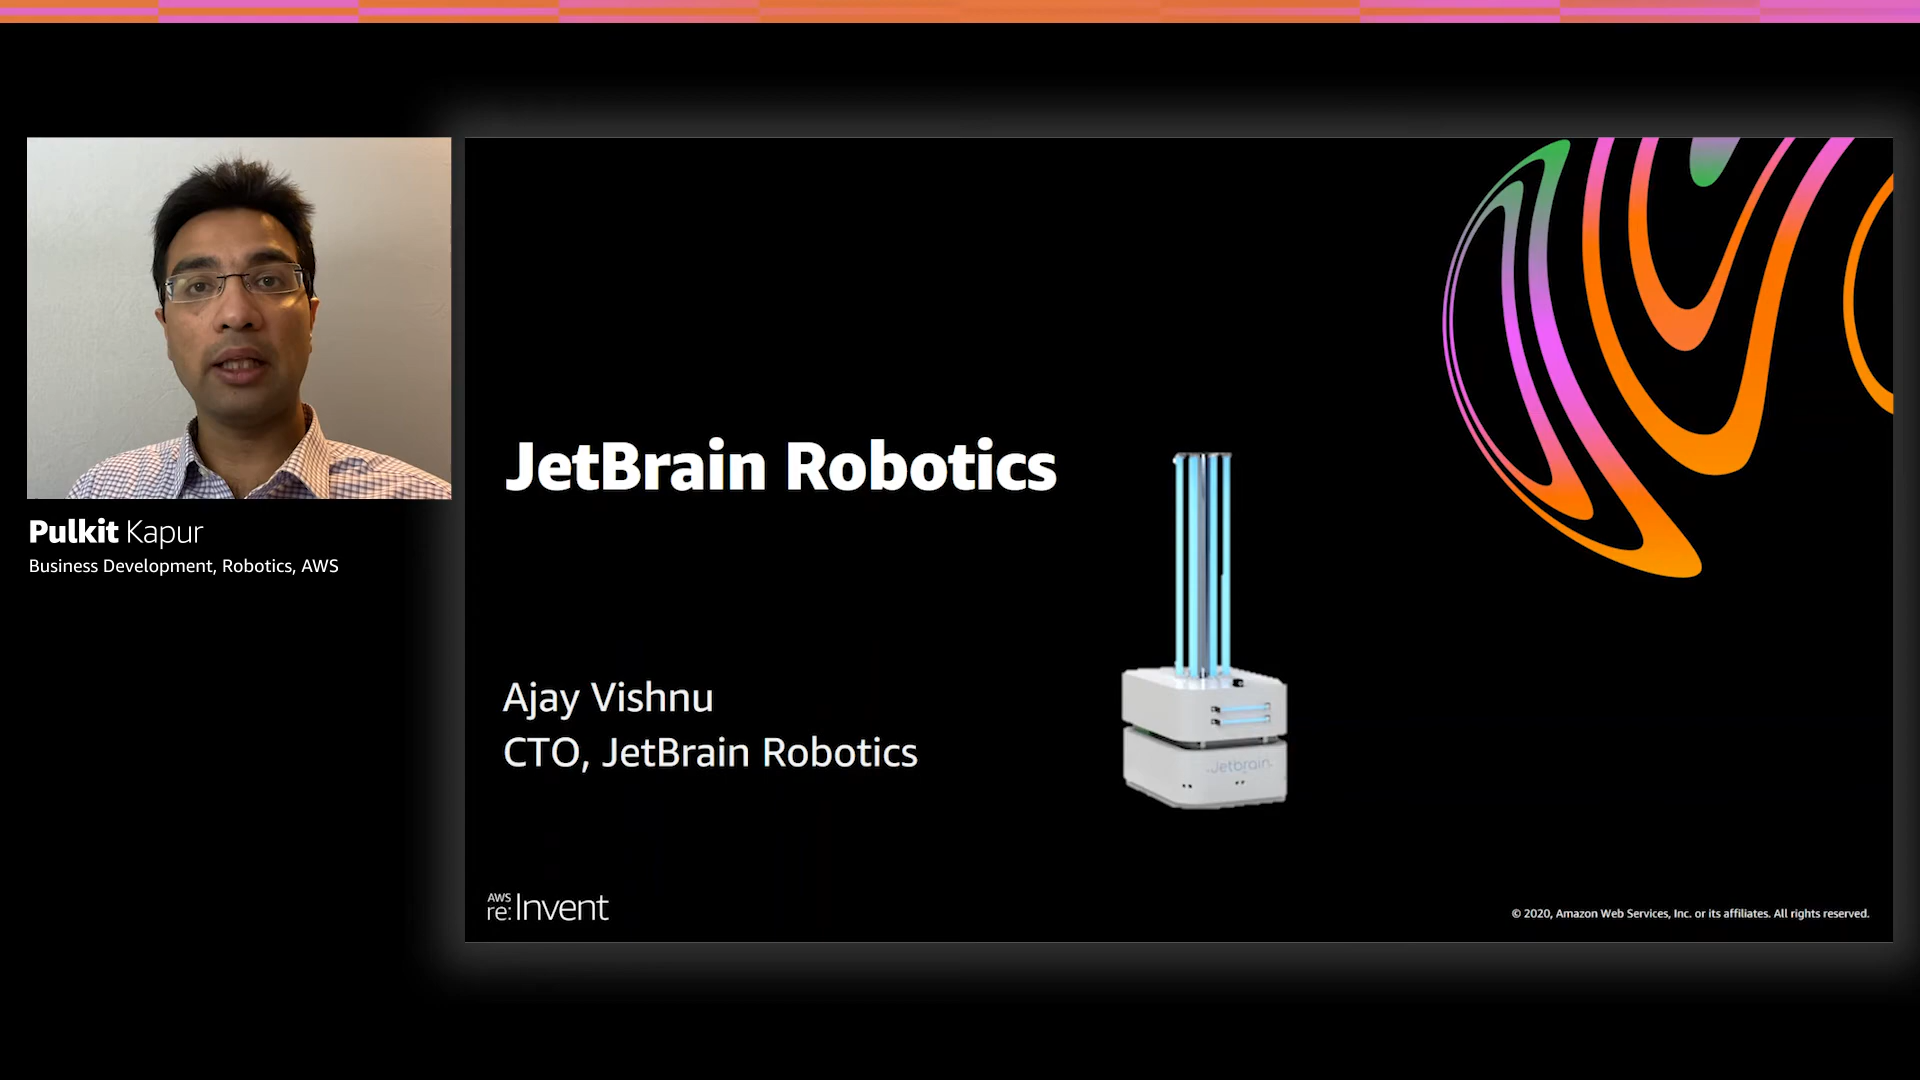 Pulkit Kapur
Business Development, Robotics, AWS
JetBrain Robotics
Ajay Vishnu
CTO, JetBrain Robotics
Jetbrain
AWS
re:Invent
© 2020, Amazon Web Services, Inc. or its affiliates. All rights reserved.